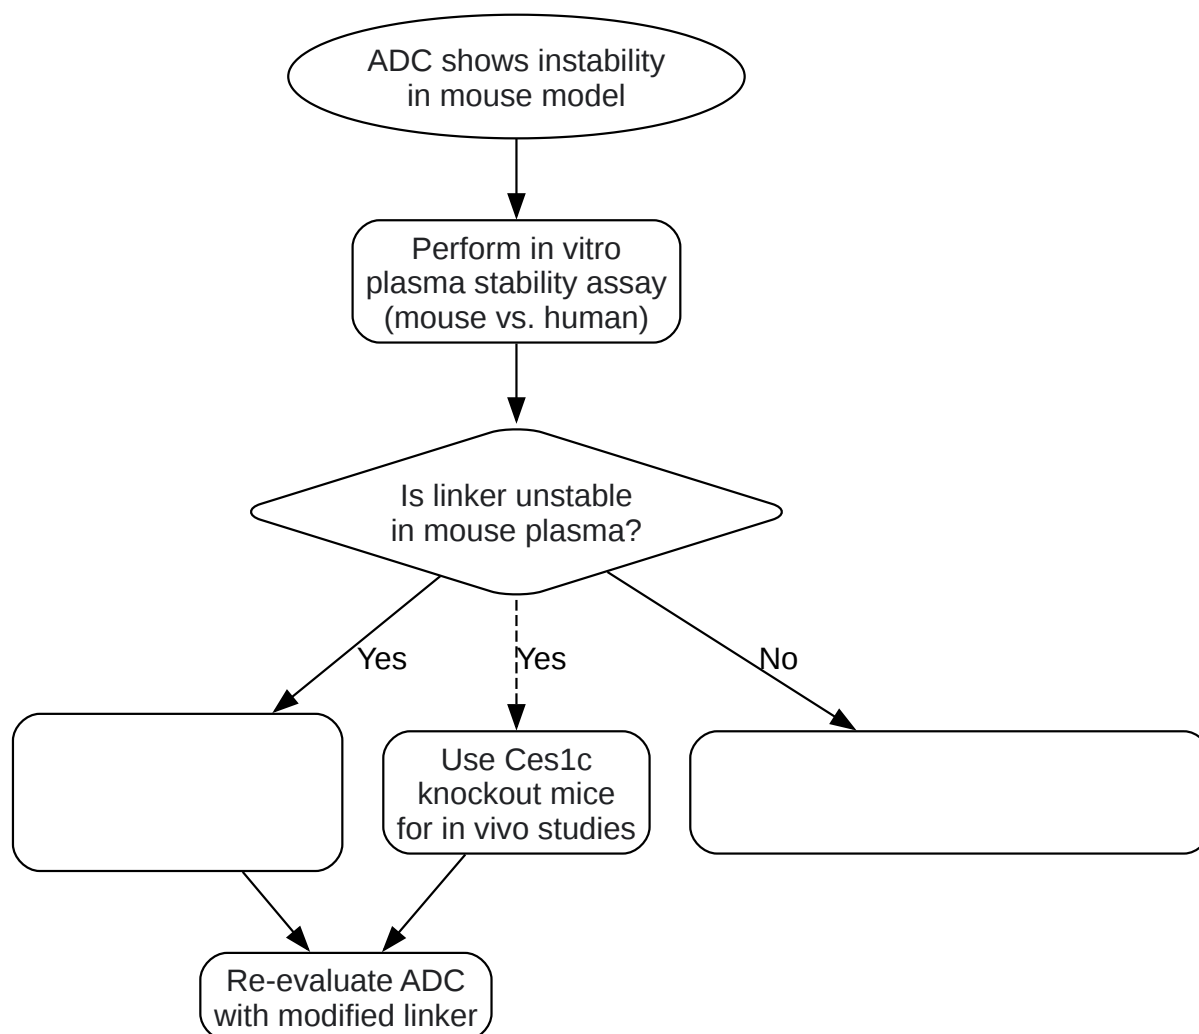 ADC shows instability
in mouse model
Perform in vitro
plasma stability assay
(mouse vs. human)
Is linker unstable
in mouse plasma?
Yes
Yes
No
Use Ces1c
knockout mice
for in vivo studies
Re-evaluate ADC
with modified linker